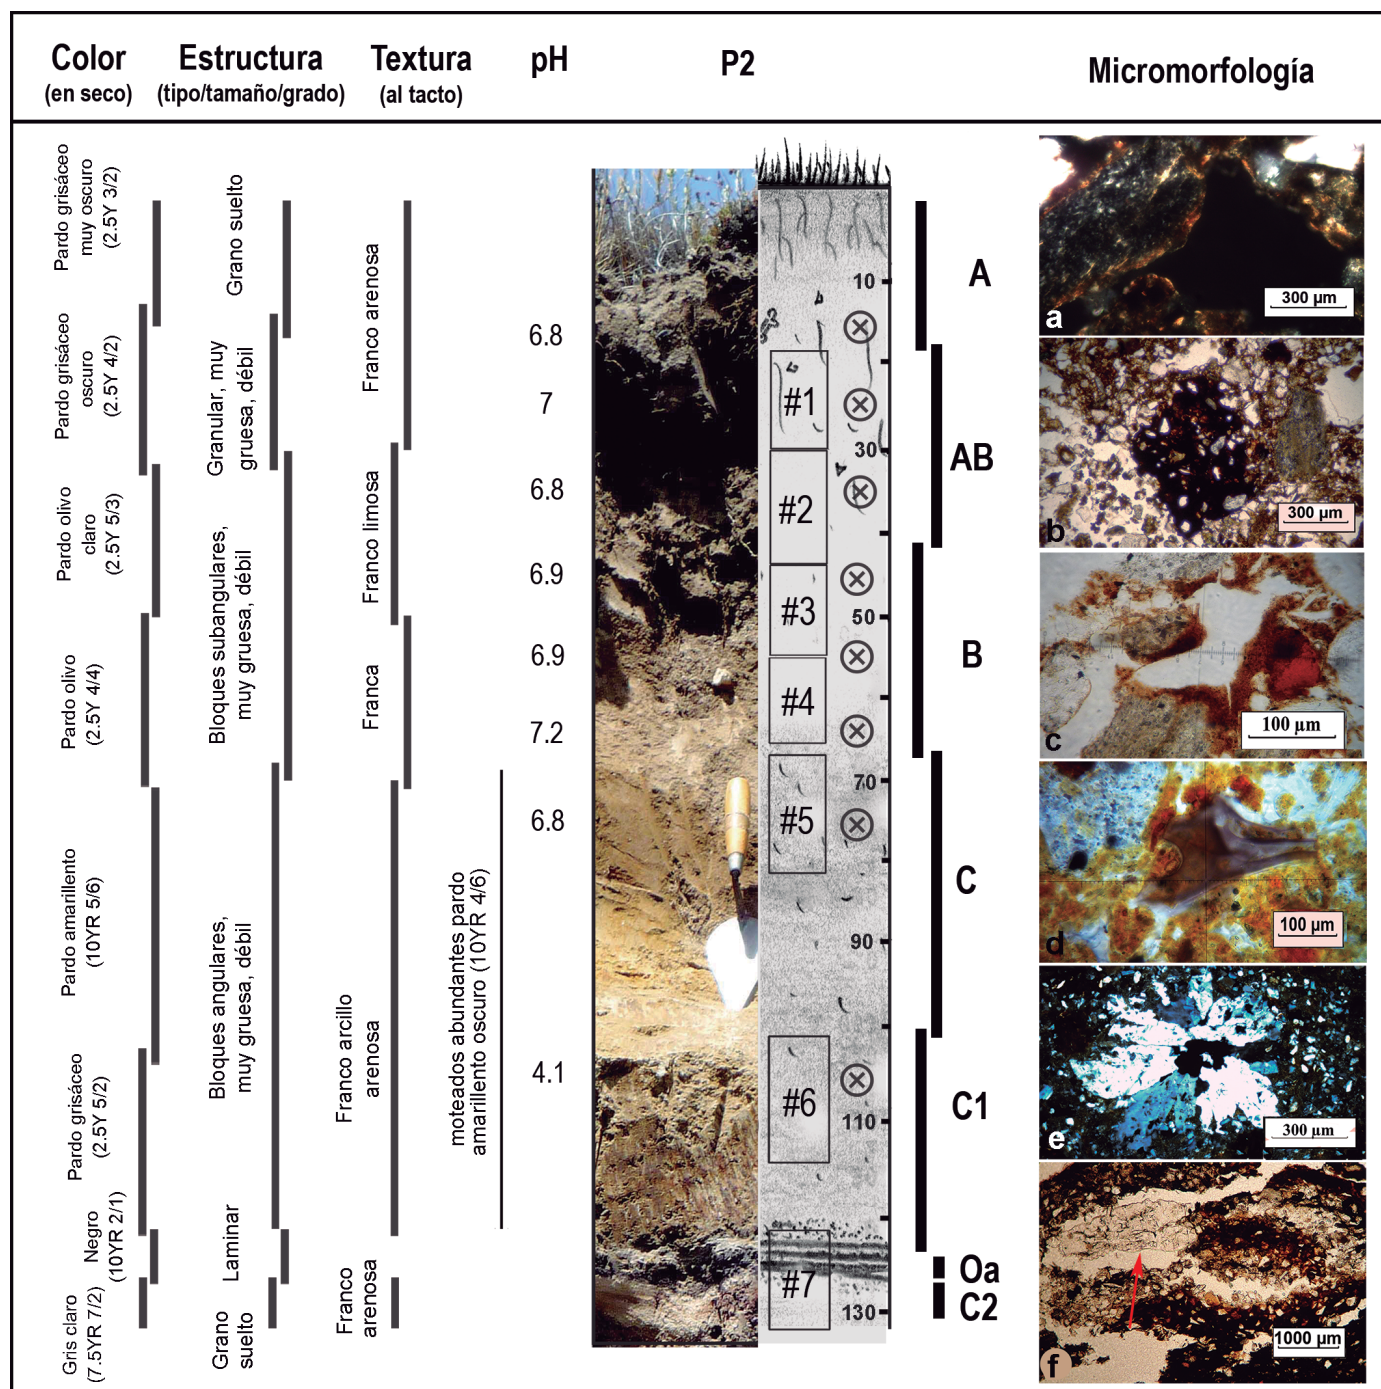 Color
(en seco)
Estructura
(tipo/tamaño/grado)
Textura
(al tacto)
pH
P2
Micromorfología
Pardo grisáceo
muy oscuro
(2.5Y 3/2)
Pardo grisáceo
oscuro
(2.5Y 4/2)
Pardo olivo
claro
(2.5Y 5/3)
Pardo olivo
(2.5Y 4/4)
Pardo amarillento
(10YR 5/6)
Pardo grisáceo
(2.5Y 5/2)
Negro
(10YR 2/1)
Gris claro
(7.5YR 7/2)
Grano suelto
Granular, muy
gruesa, débil
Bloques subangulares,
muy gruesa, débil
Bloques angulares,
muy gruesa, débil
Laminar
Grano
suelto
Franco arenosa
Franco limosa
Franca
Franco arcillo
arenosa
Franco
arenosa
moteados abundantes pardo
amarillento oscuro (10YR 4/6)
6.8
7
6.8
6.9
6.9
7.2
6.8
4.1
#1
#2
#3
#4
#5
#6
#7
10
30
50
70
90
110
130
A
AB
B
C
C1
Oa
C2
a
300 µm
b
300 µm
c
100 µm
d
100 µm
e
300 µm
f
1000 µm